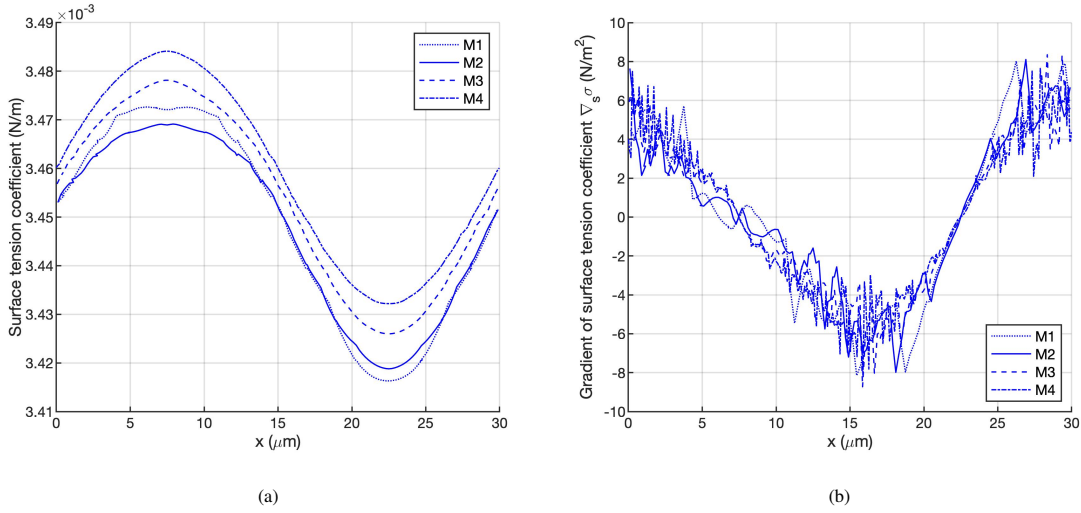 ×10⁻³
3.49
3.48
3.47
3.46
3.45
3.44
3.43
3.42
3.41
0
5
10
15
20
25
30
Surface tension coefficient (N/m)
x (μm)
M1
M2
M3
M4
(a)
10
8
6
4
2
0
-2
-4
-6
-8
-10
0
5
10
15
20
25
30
Gradient of surface tension coefficient ∇ₛσ (N/m²)
x (μm)
M1
M2
M3
M4
(b)